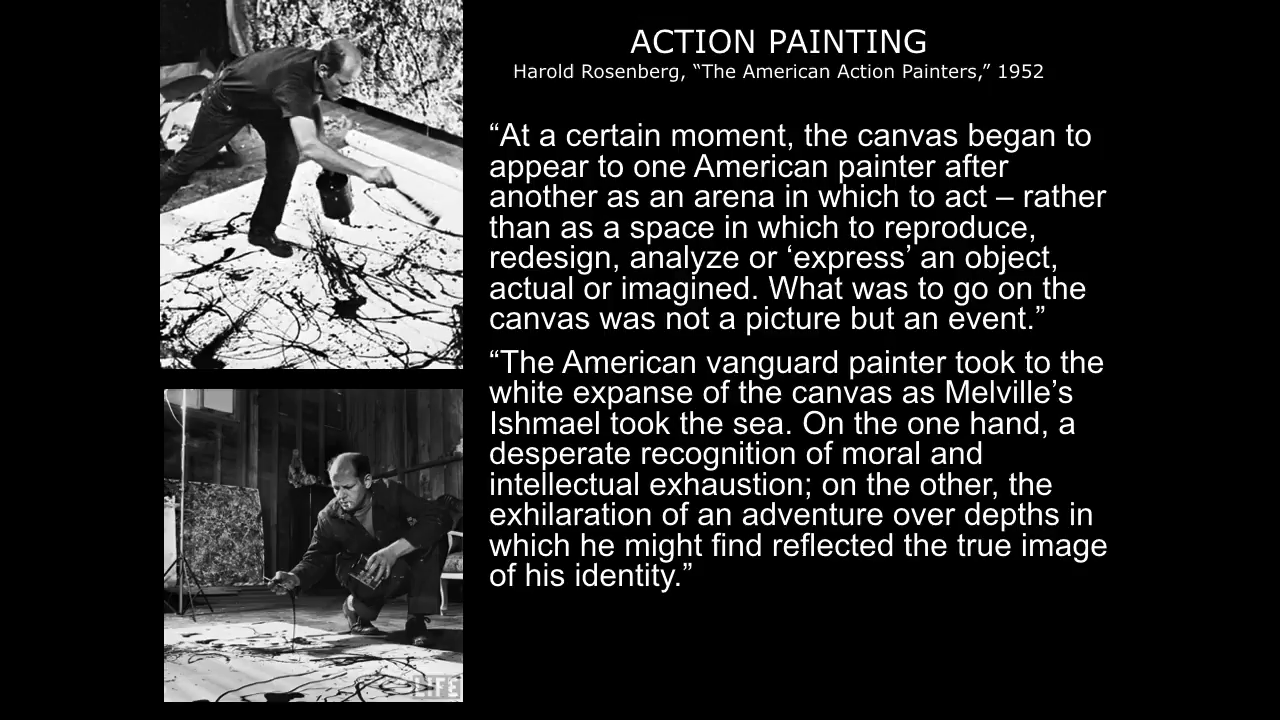 ACTION PAINTING
Harold Rosenberg, “The American Action Painters,” 1952
“At a certain moment, the canvas began to
appear to one American painter after
another as an arena in which to act – rather
than as a space in which to reproduce,
redesign, analyze or ‘express’ an object,
actual or imagined. What was to go on the
canvas was not a picture but an event.”
“The American vanguard painter took to the
white expanse of the canvas as Melville’s
Ishmael took the sea. On the one hand, a
desperate recognition of moral and
intellectual exhaustion; on the other, the
exhilaration of an adventure over depths in
which he might find reflected the true image
of his identity.”
LIFE